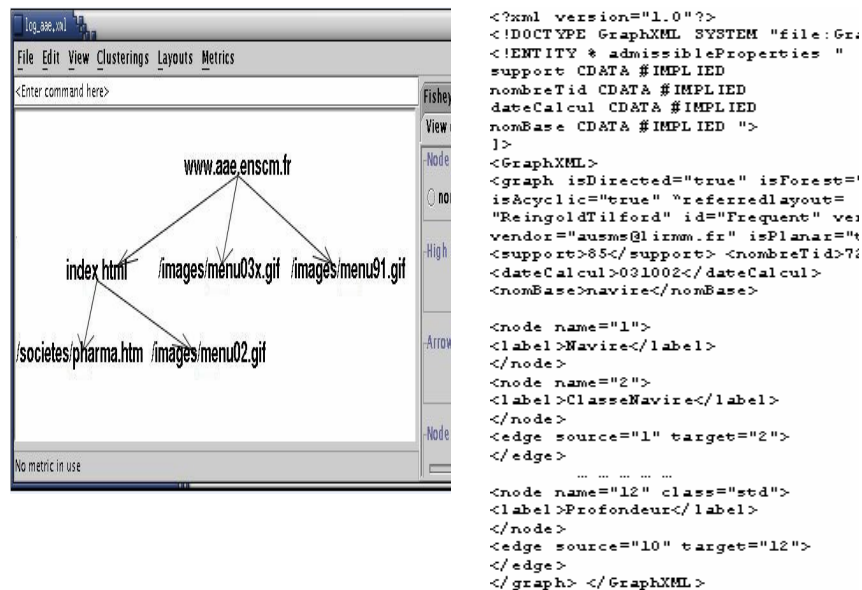 log_aae.xml
File Edit View Clusterings Layouts Metrics
<Enter command here>
Fishey
View
Node
no
High
Arrow
Node
www.aae.enscm.fr
index html /images/menu03x.gif /images/menu91.gif
/societes/pharma.htm /images/menu02.gif
No metric in use
<?xml version="1.0"?>
<!DOCTYPE GraphXML SYSTEM "file:Gra
<!ENTITY % admissibleProperties "
support CDATA #IMPLIED
nombreTid CDATA #IMPLIED
dateCalcul CDATA #IMPLIED
nomBase CDATA #IMPLIED ">
]>
<GraphXML>
<graph isDirected="true" isForest="
isAcyclic="true" "referredlayout=
"ReingoldTilford" id="Frequent" ver
vendor="ausms@lirmm.fr" isPlanar="t
<support>85</support> <nombreTid>72
<dateCalcul>031002</dateCalcul>
<nomBase>navire</nomBase>
<node name="1">
<label>Navire</label>
</node>
<node name="2">
<label>ClasseNavire</label>
</node>
<edge source="1" target="2">
</edge>
… … … … …
<node name="12" class="std">
<label>Profondeur</label>
</node>
<edge source="10" target="12">
</edge>
</graph> </GraphXML>